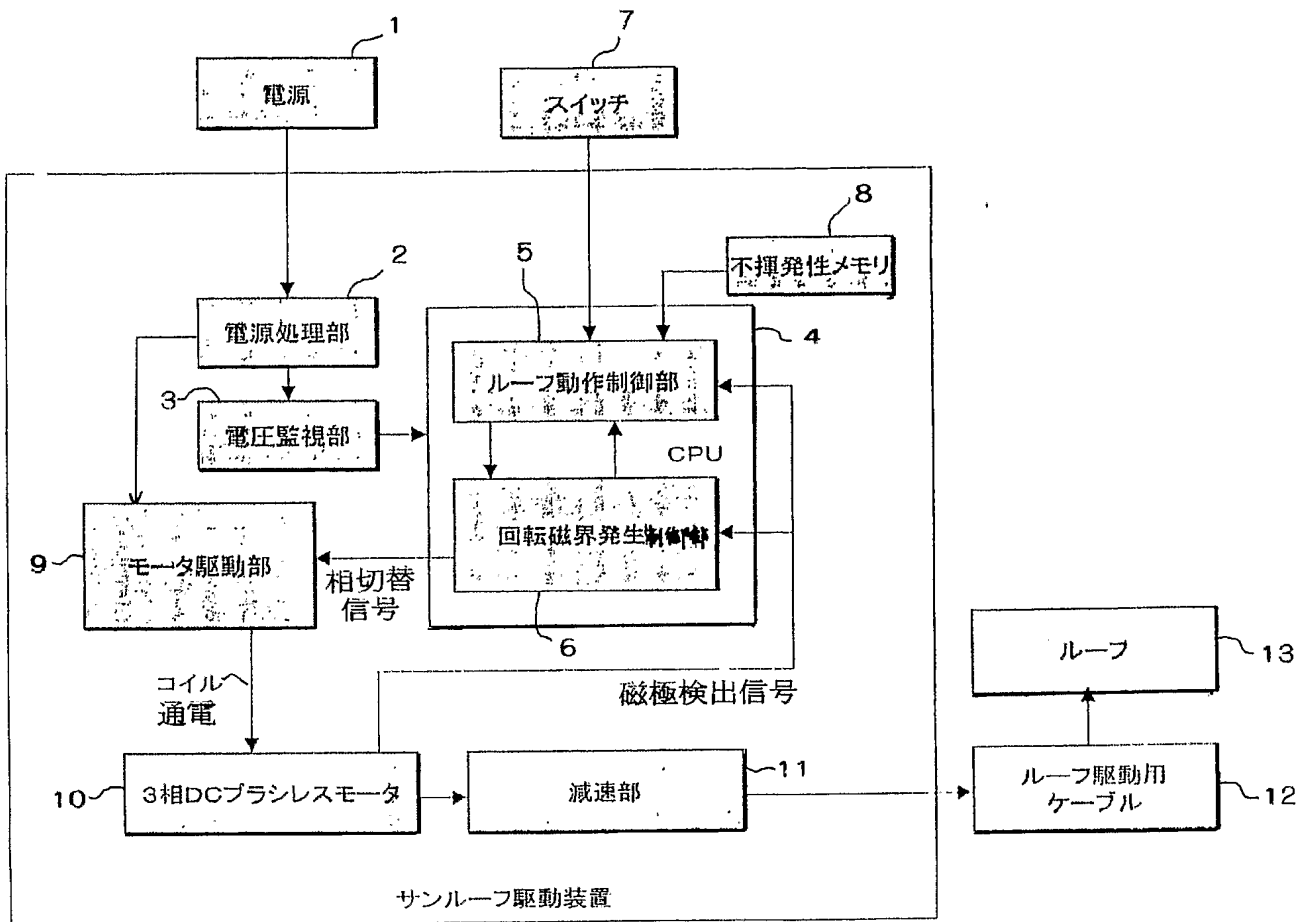 1
電源
7
スイッチ
8
不揮発性メモリ
2
電源処理部
5
ルーフ動作制御部
4
3
電圧監視部
CPU
回転磁界発生制御部
6
9
モータ駆動部
相切替
信号
コイル
通電
磁極検出信号
ルーフ
13
10
3相DCブラシレスモータ
減速部
11
ルーフ駆動用
ケーブル
12
サンルーフ駆動装置